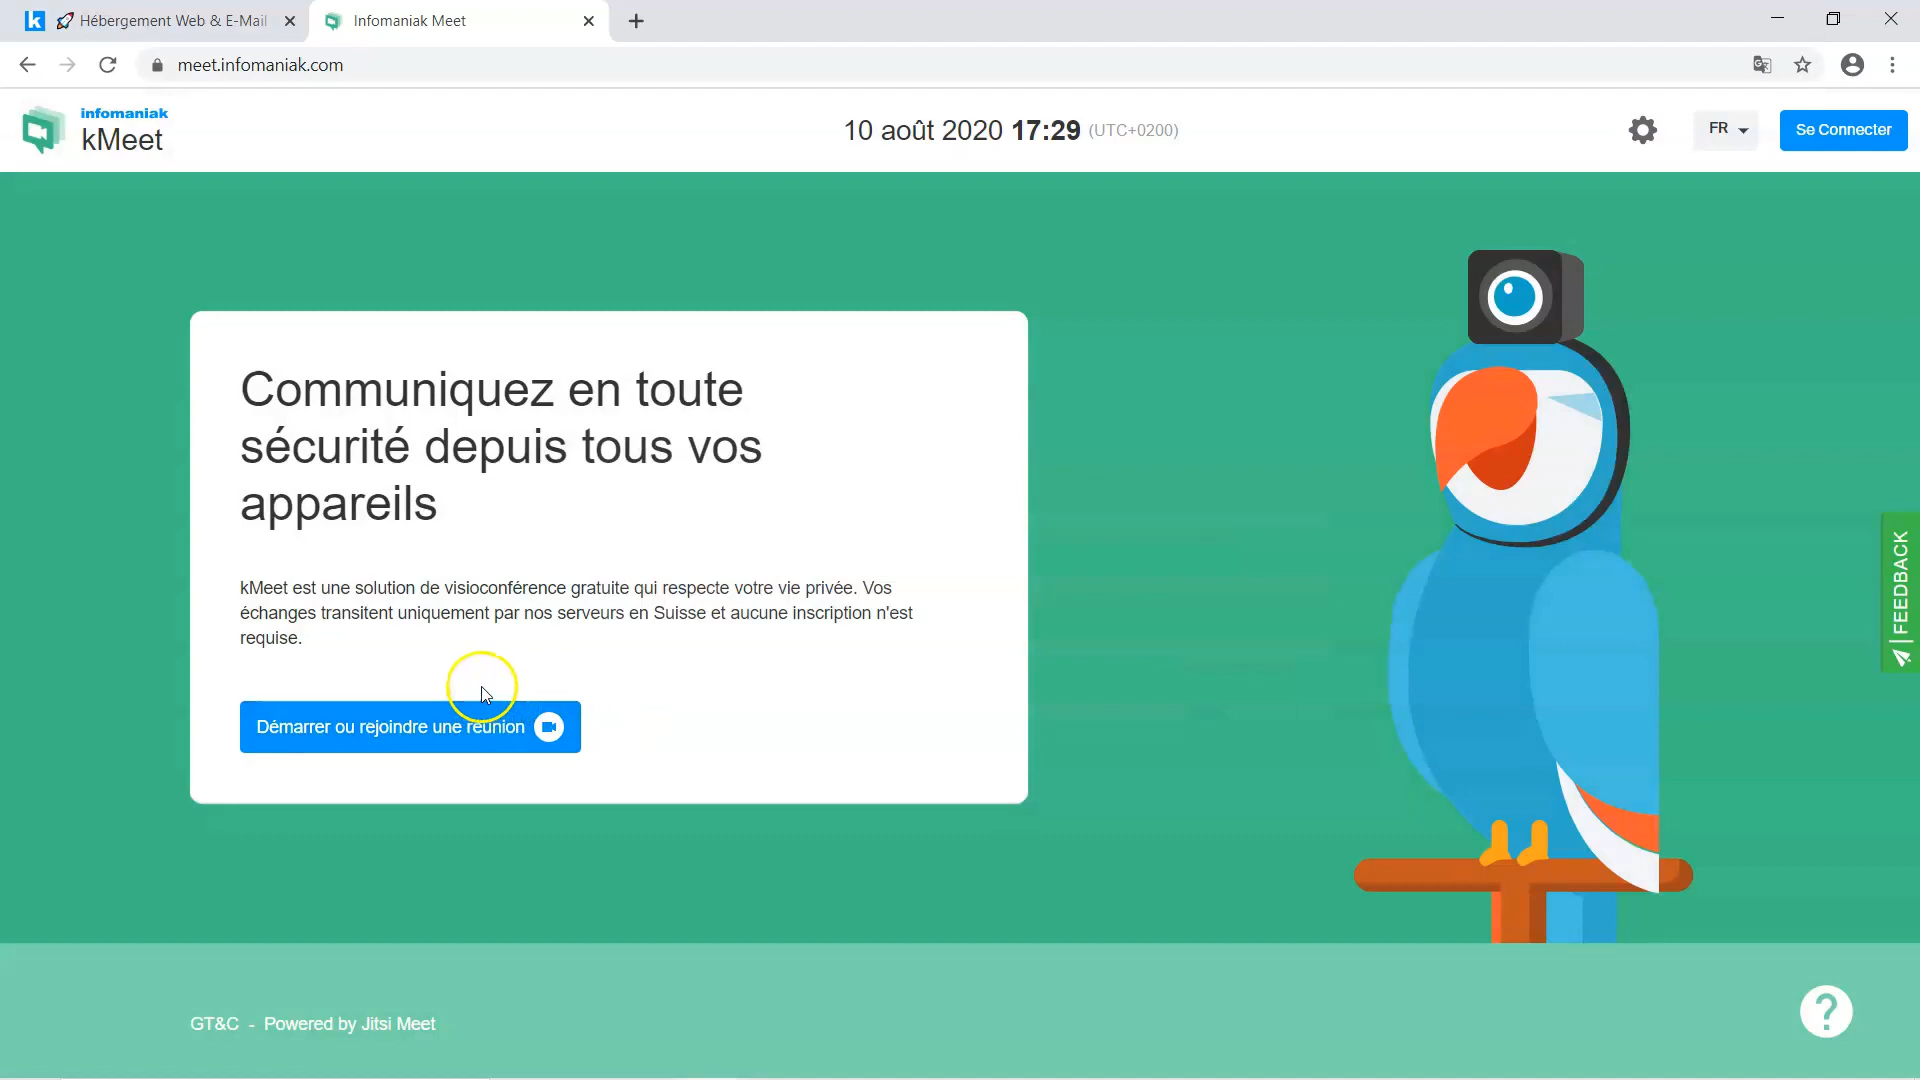 Hébergement Web & E-Mail
Infomaniak Meet
meet.infomaniak.com
infomaniak
kMeet
10 août 2020 17:29 (UTC+0200)
FR
Se Connecter
Communiquez en toute
sécurité depuis tous vos
appareils
kMeet est une solution de visioconférence gratuite qui respecte votre vie privée. Vos
échanges transitent uniquement par nos serveurs en Suisse et aucune inscription n'est
requise.
Démarrer ou rejoindre une réunion
| FEEDBACK
GT&C - Powered by Jitsi Meet
?